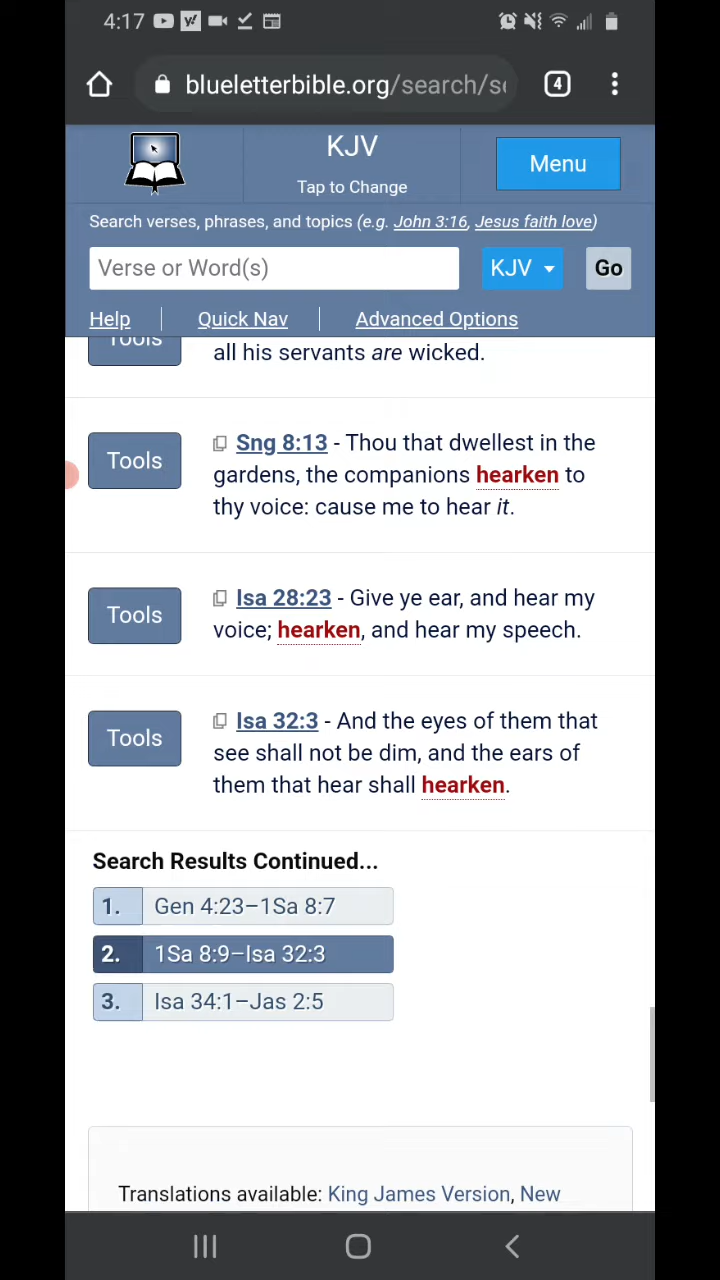 4:17
blueletterbible.org/search/s
4
KJV
Tap to Change
Menu
Search verses, phrases, and topics (e.g. John 3:16, Jesus faith love)
Verse or Word(s)
KJV
Go
Help
Quick Nav
Advanced Options
Tools
all his servants are wicked.
Tools
Sng 8:13 - Thou that dwellest in the
gardens, the companions hearken to
thy voice: cause me to hear it.
Tools
Isa 28:23 - Give ye ear, and hear my
voice; hearken, and hear my speech.
Tools
Isa 32:3 - And the eyes of them that
see shall not be dim, and the ears of
them that hear shall hearken.
Search Results Continued...
1. Gen 4:23–1Sa 8:7
2. 1Sa 8:9–Isa 32:3
3. Isa 34:1–Jas 2:5
Translations available: King James Version, New